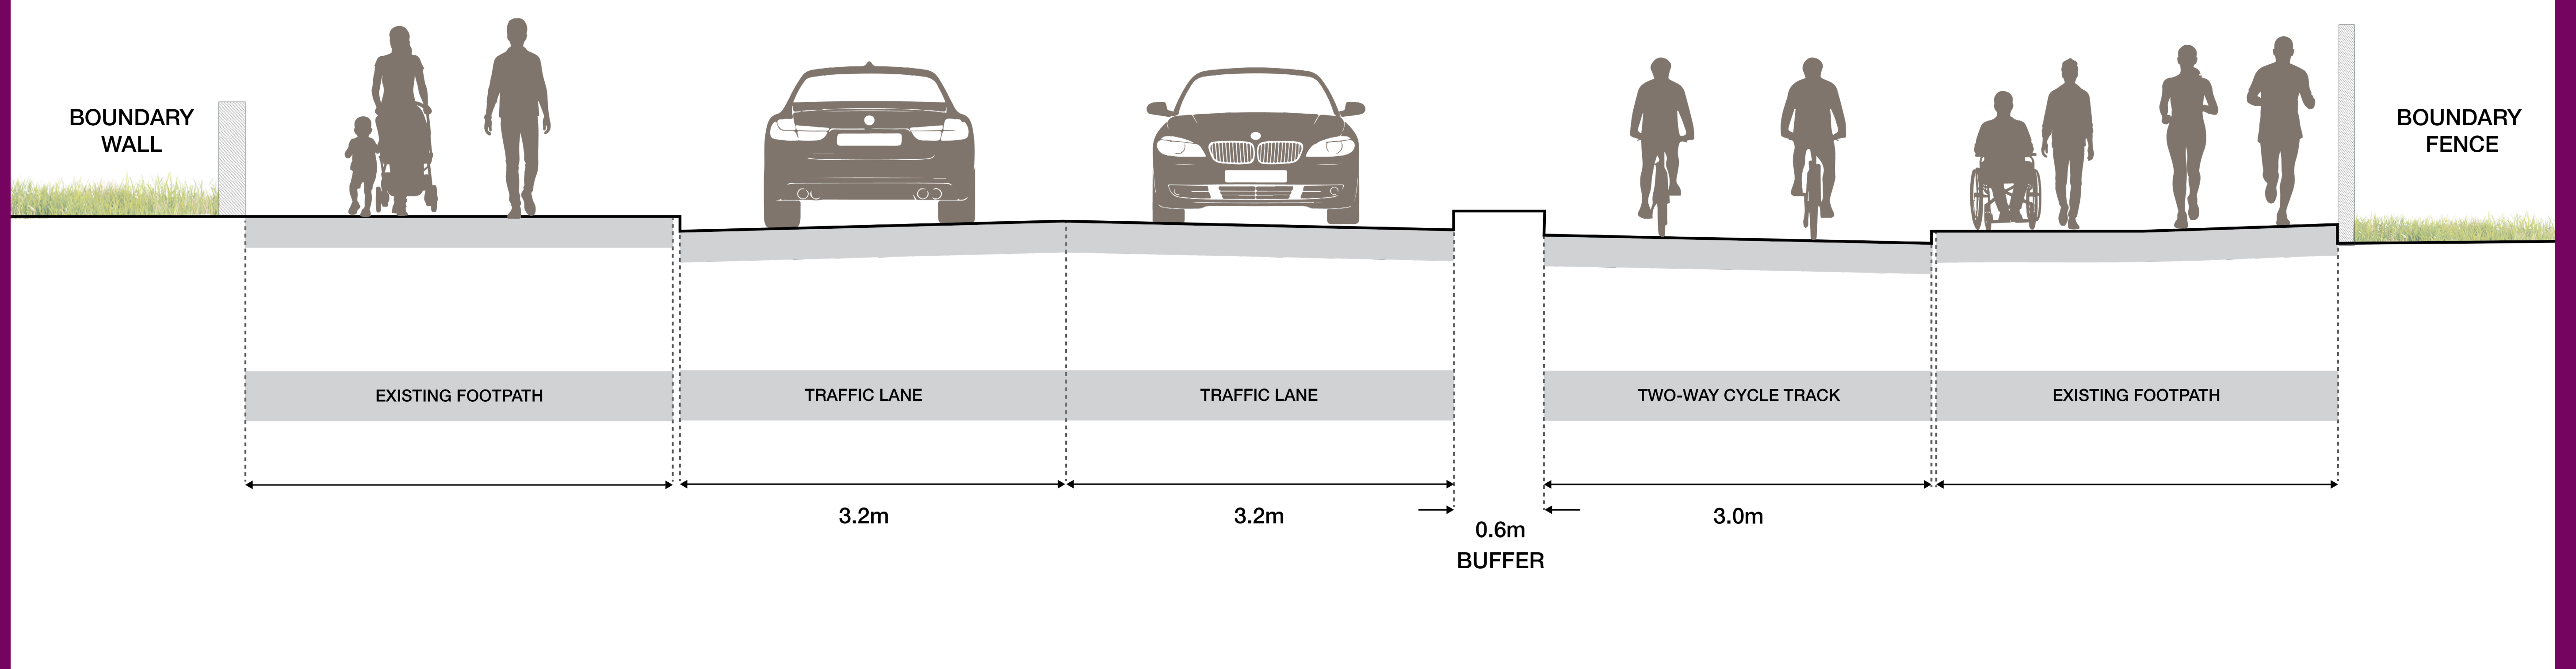 BOUNDARY
WALL
BOUNDARY
FENCE
EXISTING FOOTPATH
TRAFFIC LANE
TRAFFIC LANE
TWO-WAY CYCLE TRACK
EXISTING FOOTPATH
3.2m
3.2m
0.6m
BUFFER
3.0m